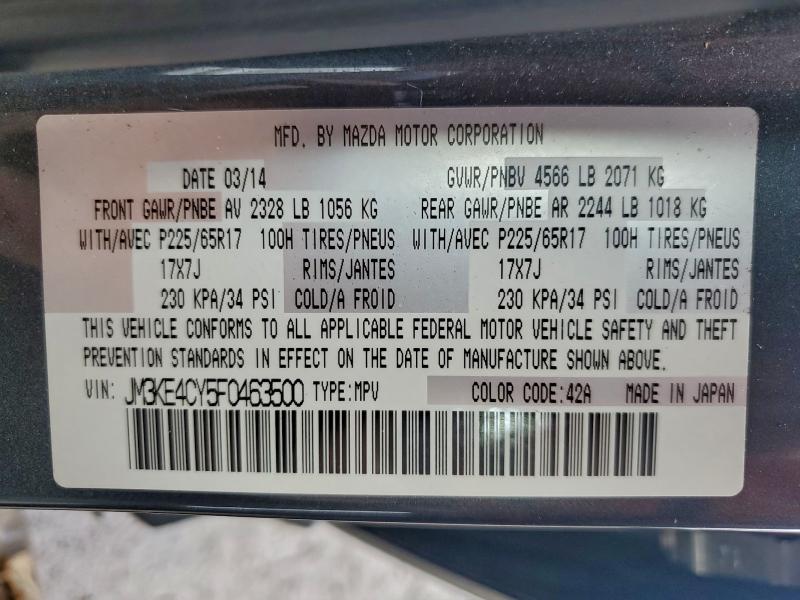 MFD. BY MAZDA MOTOR CORPORATION
DATE 03/14 GVWR/PNBV 4566 LB 2071 KG
FRONT GAWR/PNBE AV 2328 LB 1056 KG REAR GAWR/PNBE AR 2244 LB 1018 KG
WITH/AVEC P225/65R17 100H TIRES/PNEUS WITH/AVEC P225/65R17 100H TIRES/PNEUS
17X7J RIMS/JANTES 17X7J RIMS/JANTES
230 KPA/34 PSI COLD/A FROID 230 KPA/34 PSI COLD/A FROID
THIS VEHICLE CONFORMS TO ALL APPLICABLE FEDERAL MOTOR VEHICLE SAFETY AND THEFT
PREVENTION STANDARDS IN EFFECT ON THE DATE OF MANUFACTURE SHOWN ABOVE.
VIN: JM3KE4CY5F0463500 TYPE:MPV COLOR CODE:42A MADE IN JAPAN